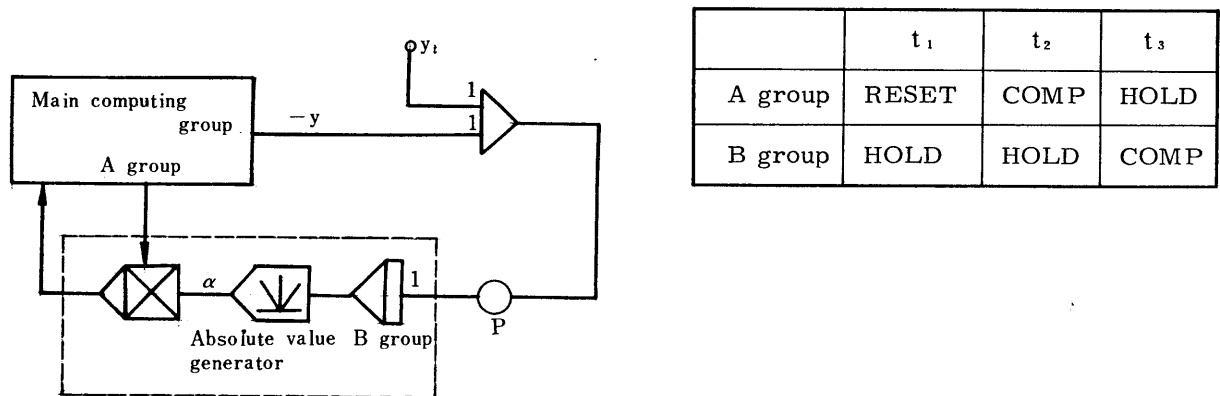 y₁
1
1
−y
Main computing
group
A group
α
1
P
Absolute value
generator
B group
t₁ t₂ t₃
A group RESET COMP HOLD
B group HOLD HOLD COMP